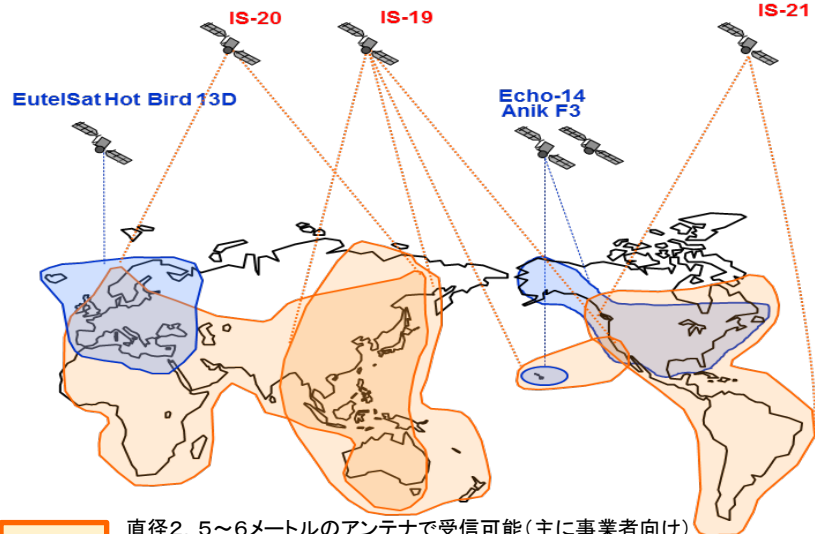 IS-20
IS-19
IS-21
EutelSat Hot Bird 13D
Echo-14
Anik F3
直径2．5～6メートルのアンテナで受信可能（主に事業者向け）